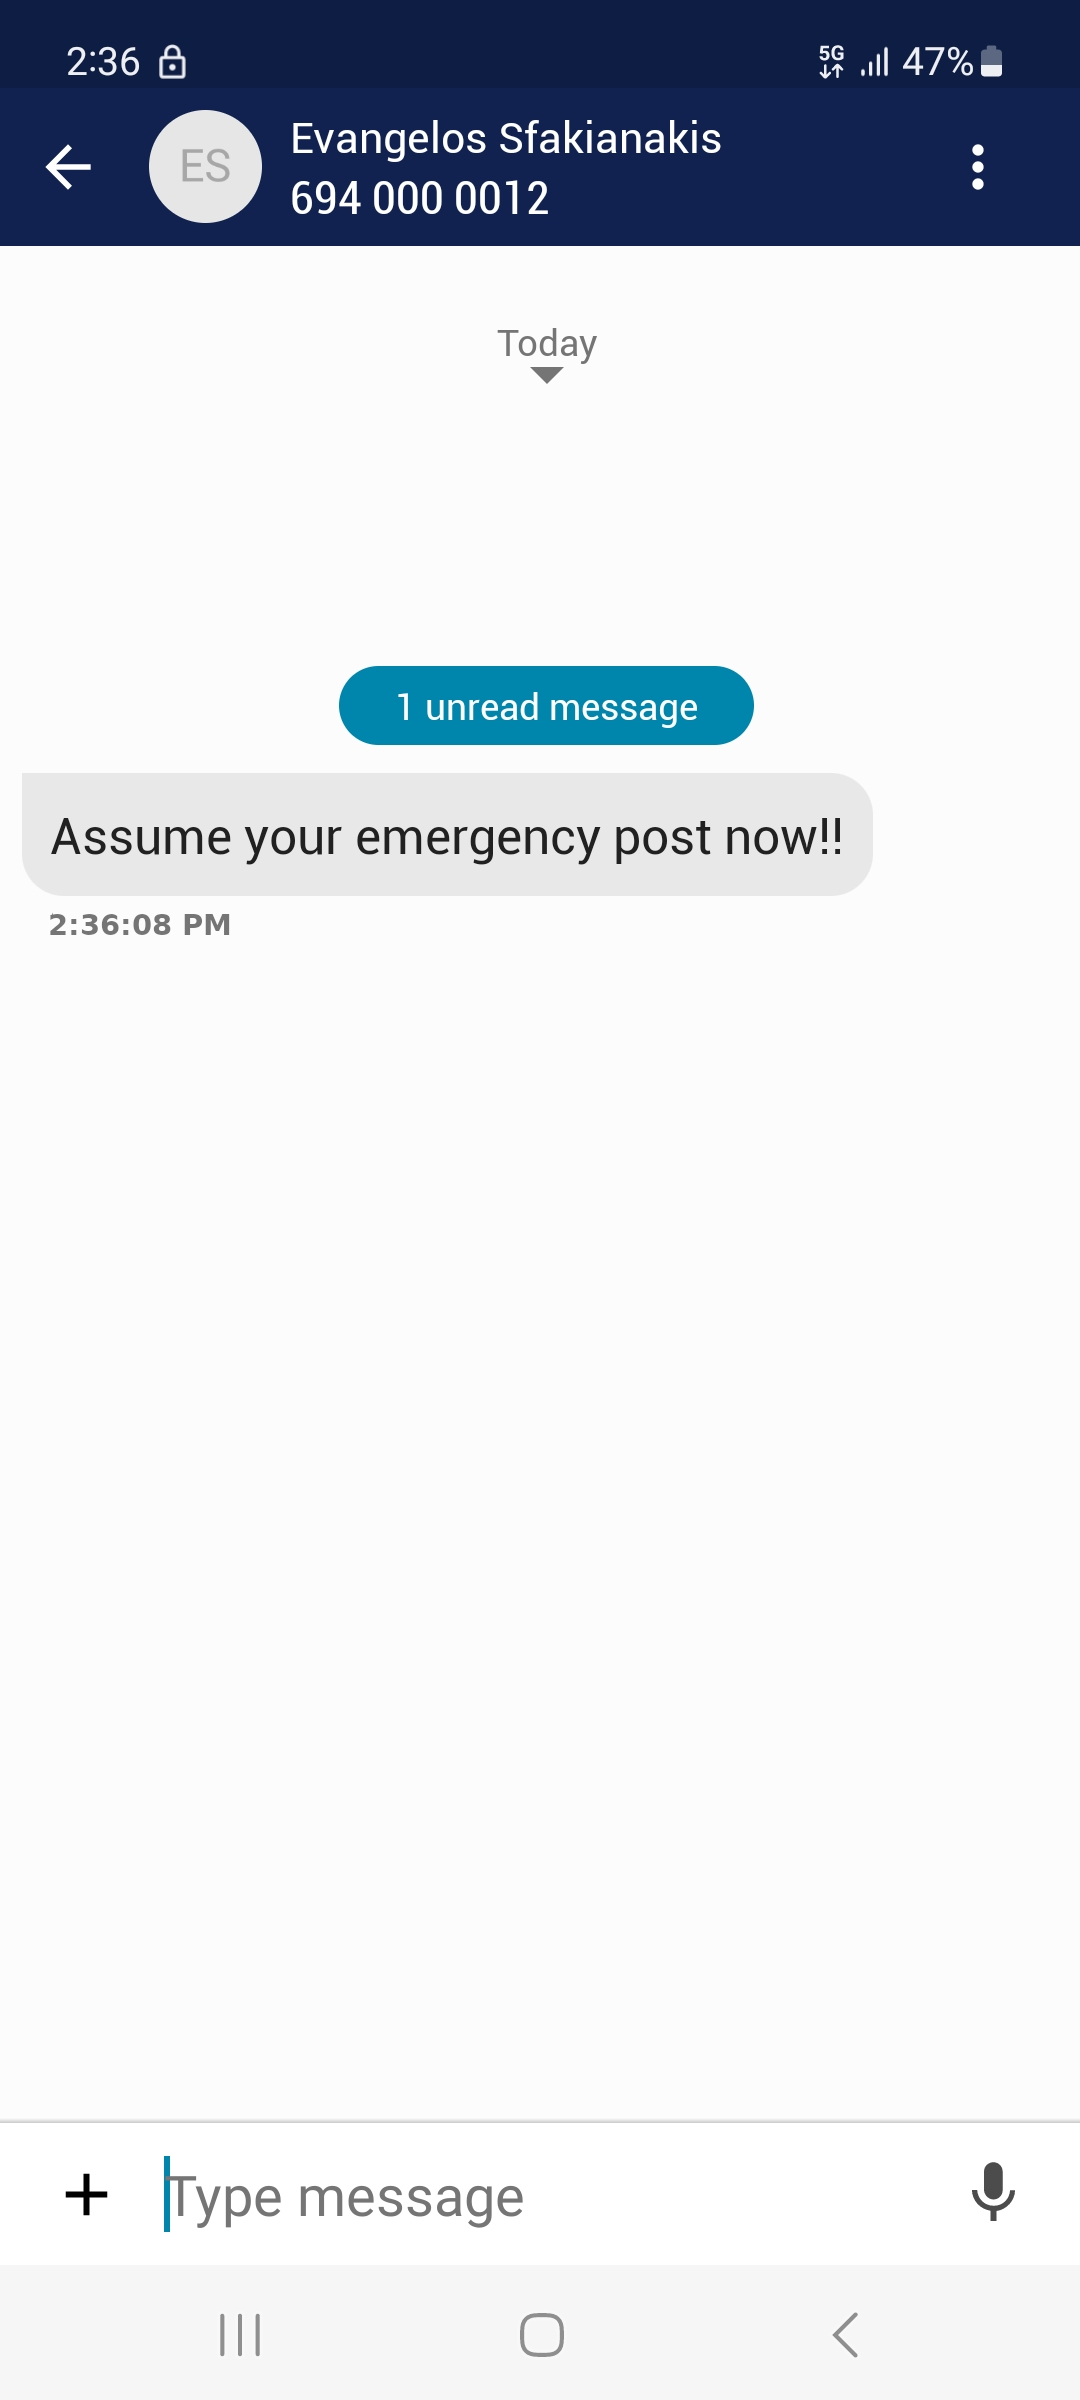 2:36
5G
47%
ES
Evangelos Sfakianakis
694 000 0012
Today
1 unread message
Assume your emergency post now!!
2:36:08 PM
Type message